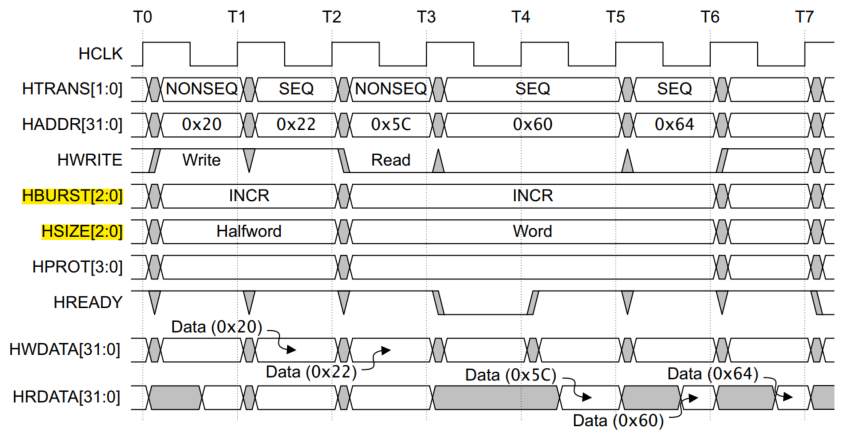 T0 T1 T2 T3 T4 T5 T6 T7
HCLK
HTRANS[1:0] NONSEQ SEQ NONSEQ SEQ SEQ
HADDR[31:0] 0x20 0x22 0x5C 0x60 0x64
HWRITE Write Read
HBURST[2:0] INCR INCR
HSIZE[2:0] Halfword Word
HPROT[3:0]
HREADY
Data (0x20)
HWDATA[31:0]
Data (0x22) Data (0x5C) Data (0x64)
HRDATA[31:0]
Data (0x60)